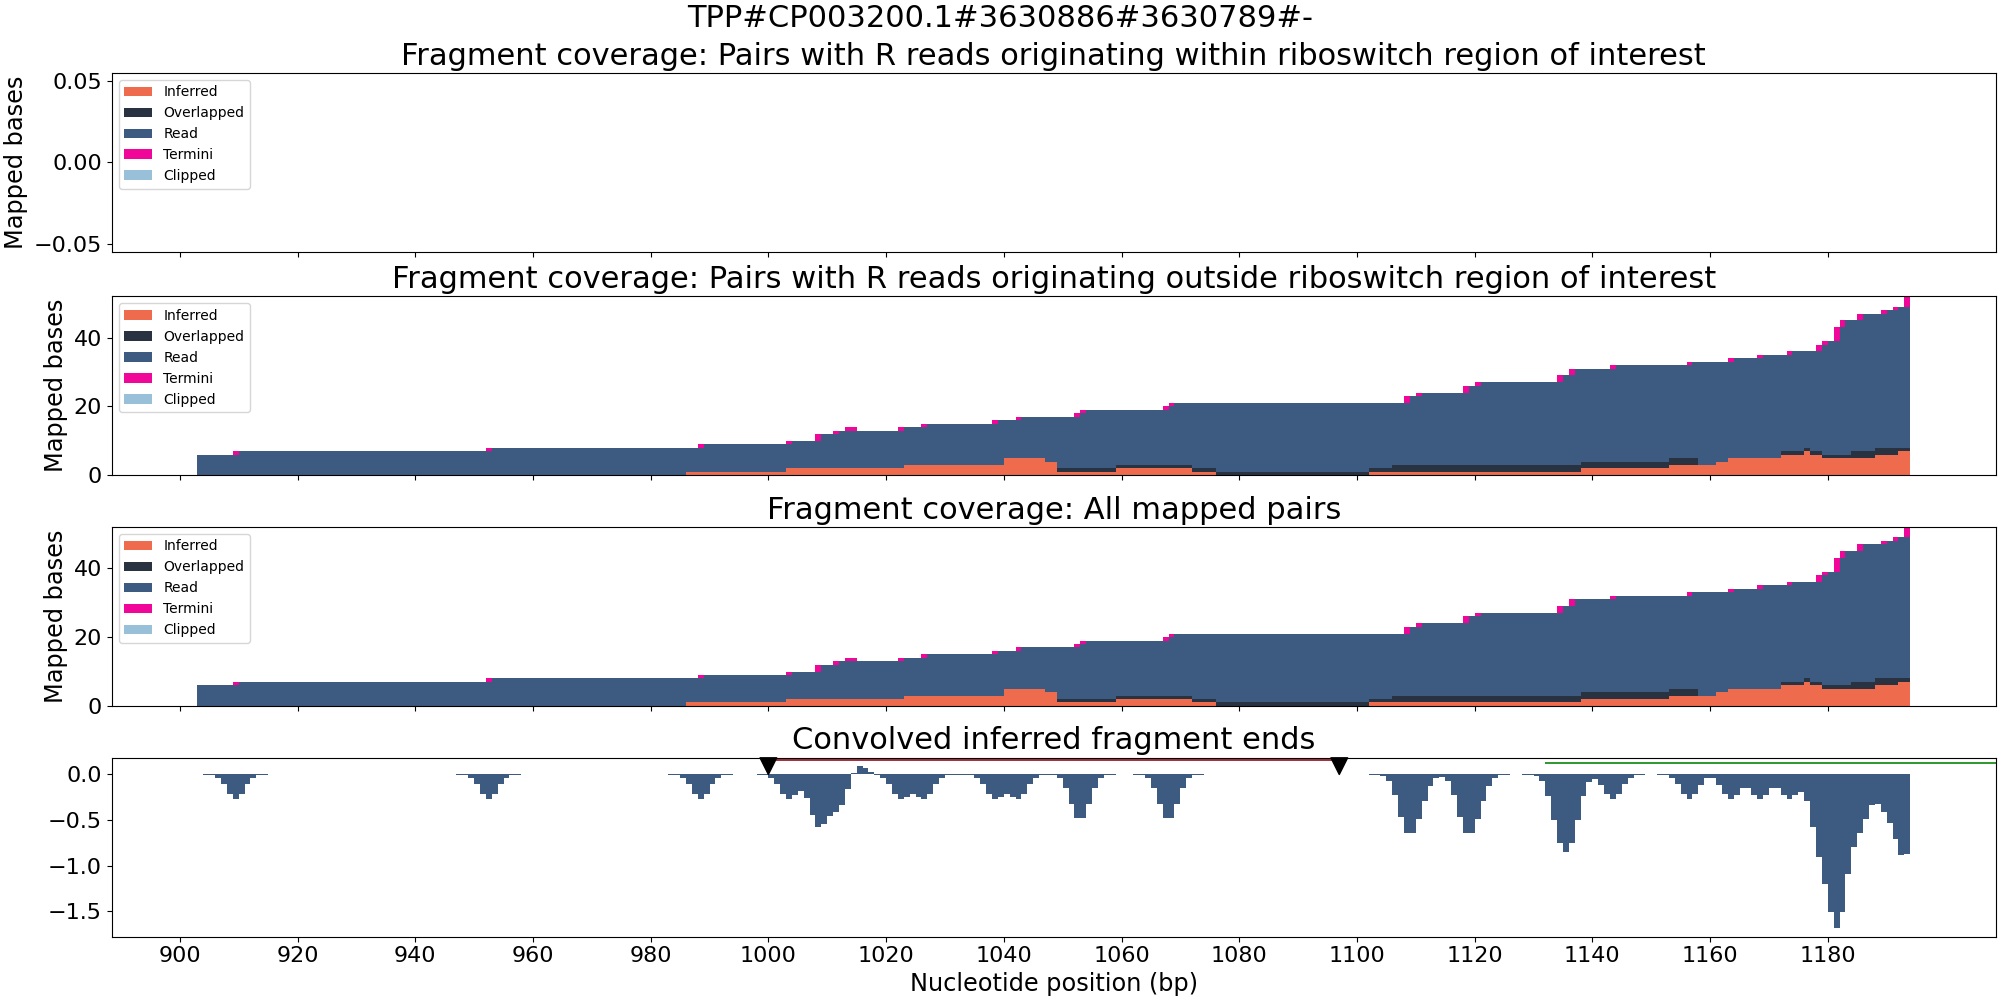 TPP#CP003200.1#3630886#3630789#-
Fragment coverage: Pairs with R reads originating within riboswitch region of interest
Mapped bases
0.05
0.00
−0.05
Inferred
Overlapped
Read
Termini
Clipped
Fragment coverage: Pairs with R reads originating outside riboswitch region of interest
Mapped bases
40
20
0
Inferred
Overlapped
Read
Termini
Clipped
Fragment coverage: All mapped pairs
Mapped bases
40
20
0
Inferred
Overlapped
Read
Termini
Clipped
Convolved inferred fragment ends
0.0
−0.5
−1.0
−1.5
900 920 940 960 980 1000 1020 1040 1060 1080 1100 1120 1140 1160 1180
Nucleotide position (bp)